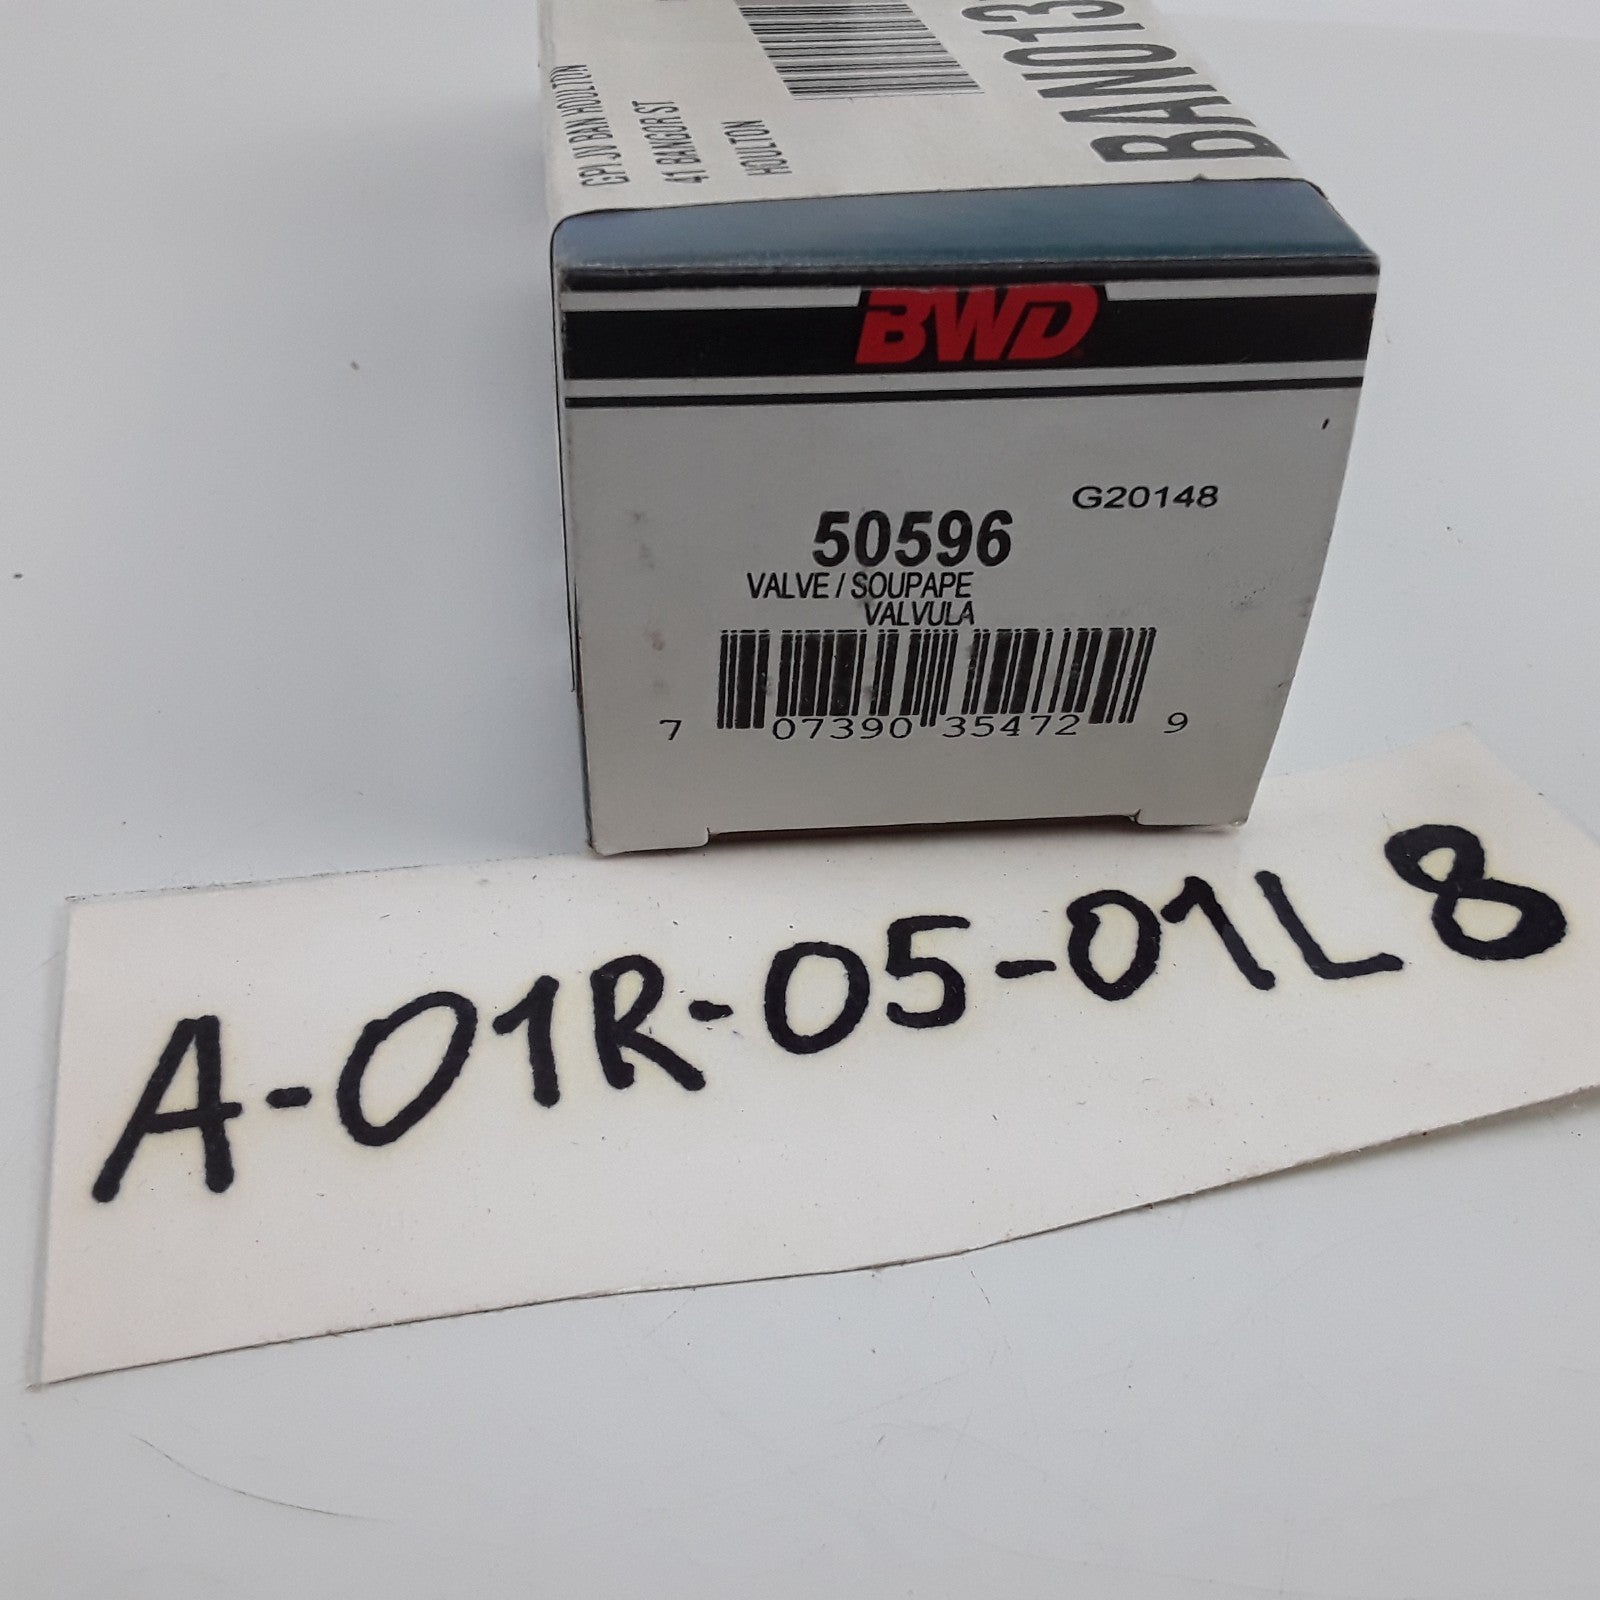 CPI JV BAN HOULTON
41 BANGOR ST
HOULTON
BAN013
BWD
G20148
50596
VALVE / SOUPAPE
VALVULA
7 07390 35472 9
A-01R-05-01L8